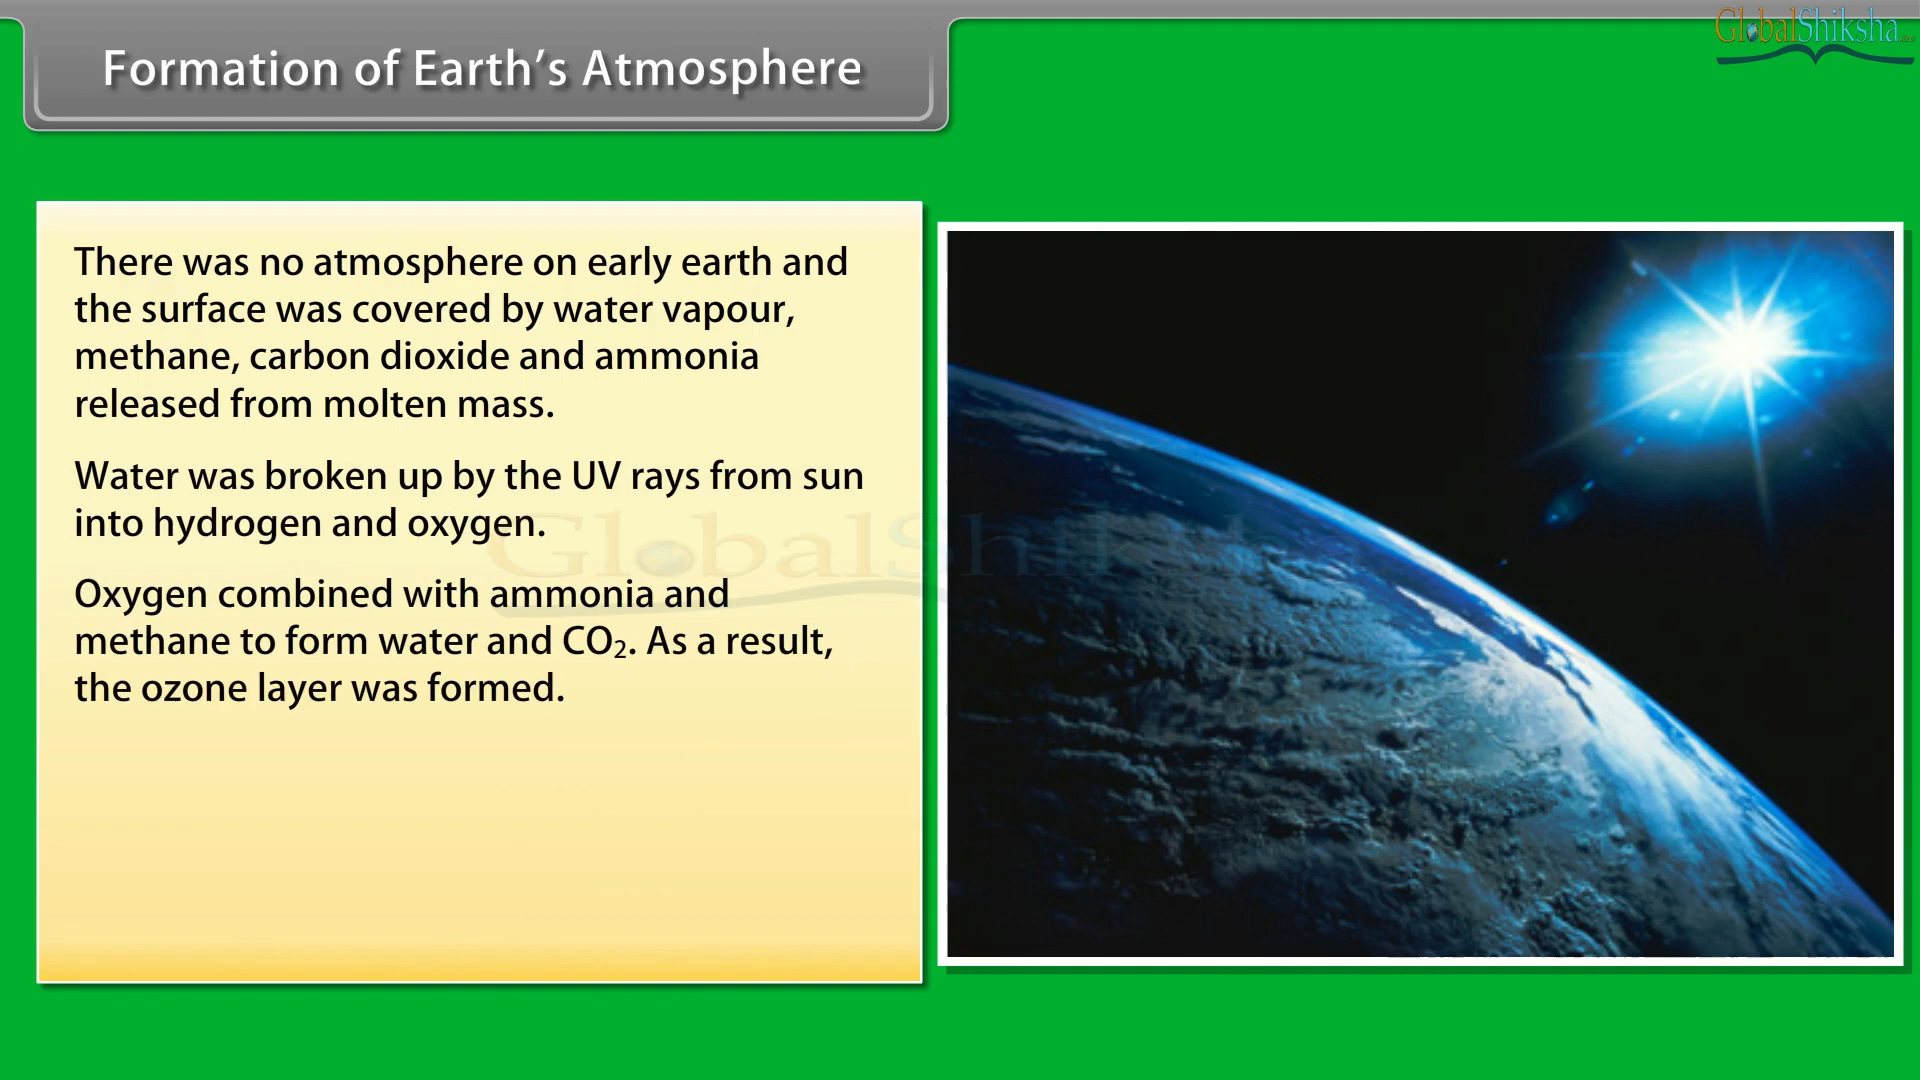 GlobalShiksha
Formation of Earth's Atmosphere
There was no atmosphere on early earth and
the surface was covered by water vapour,
methane, carbon dioxide and ammonia
released from molten mass.
Water was broken up by the UV rays from sun
into hydrogen and oxygen.
Oxygen combined with ammonia and
methane to form water and CO₂. As a result,
the ozone layer was formed.
GlobalShiksha